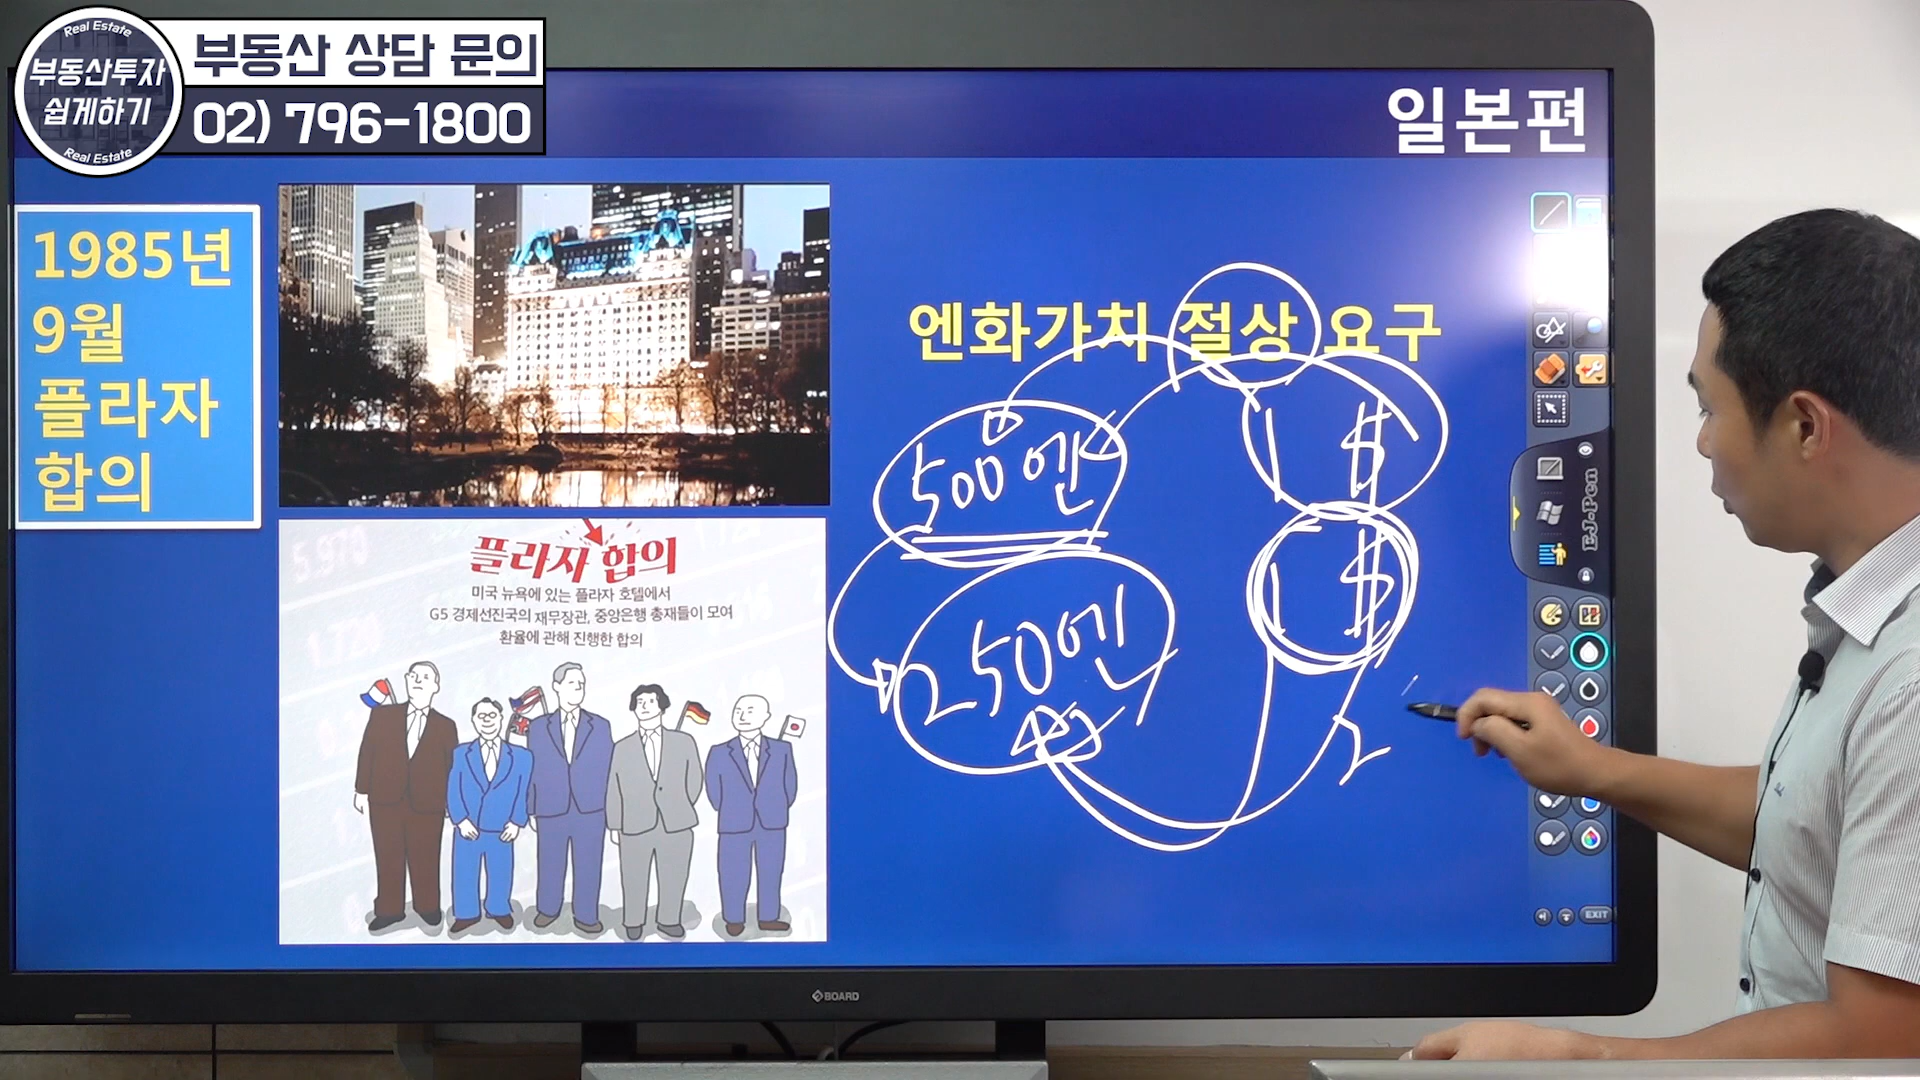 Real Estate
부동산투자
쉽게하기
Real Estate
부동산 상담 문의
02) 796-1800
일본편
1985년
9월
플라자
합의
엔화가치 절상 요구
500엔
1 $
250엔
1 $
2
플라자 합의
미국 뉴욕에 있는 플라자 호텔에서
G5 경제선진국의 재무장관, 중앙은행 총재들이 모여
환율에 관해 진행한 합의
5.970
EJ-Pen
EXIT
BOARD